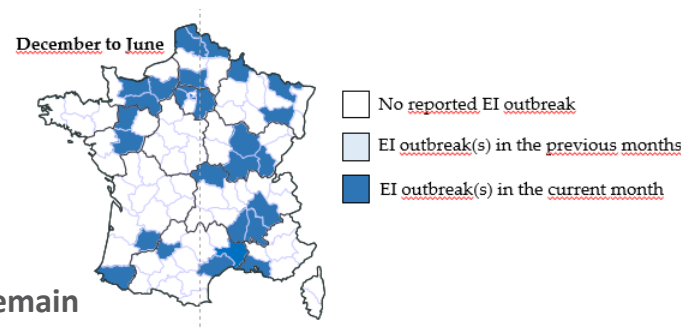 December to June
No reported EI outbreak
EI outbreak(s) in the previous months
EI outbreak(s) in the current month
emain